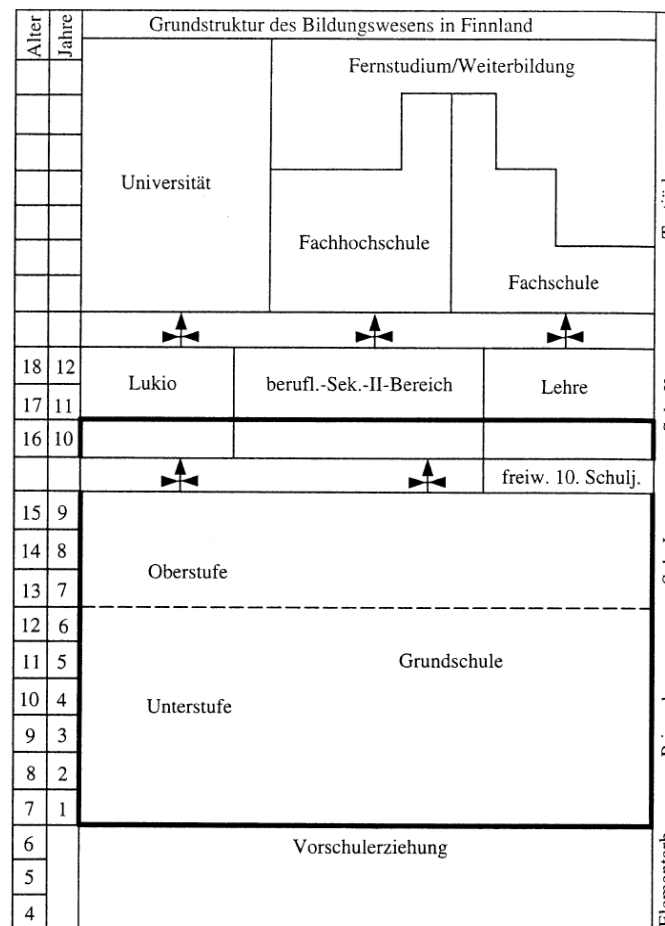 Alter
Jahre
Grundstruktur des Bildungswesens in Finnland
Fernstudium/Weiterbildung
Universität
Fachhochschule
Fachschule
18 12
17 11
Lukio
berufl.-Sek.-II-Bereich
Lehre
16 10
freiw. 10. Schulj.
15 9
14 8
Oberstufe
13 7
12 6
11 5
Grundschule
10 4
Unterstufe
9 3
8 2
7 1
6
Vorschulerziehung
5
4